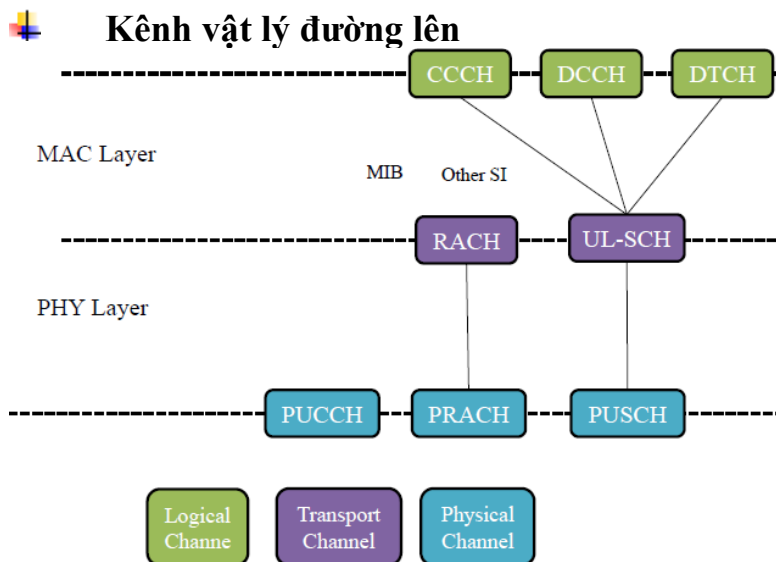 Kênh vật lý đường lên
CCCH DCCH DTCH
MAC Layer
MIB Other SI
RACH UL-SCH
PHY Layer
PUCCH PRACH PUSCH
Logical
Channe
Transport
Channel
Physical
Channel